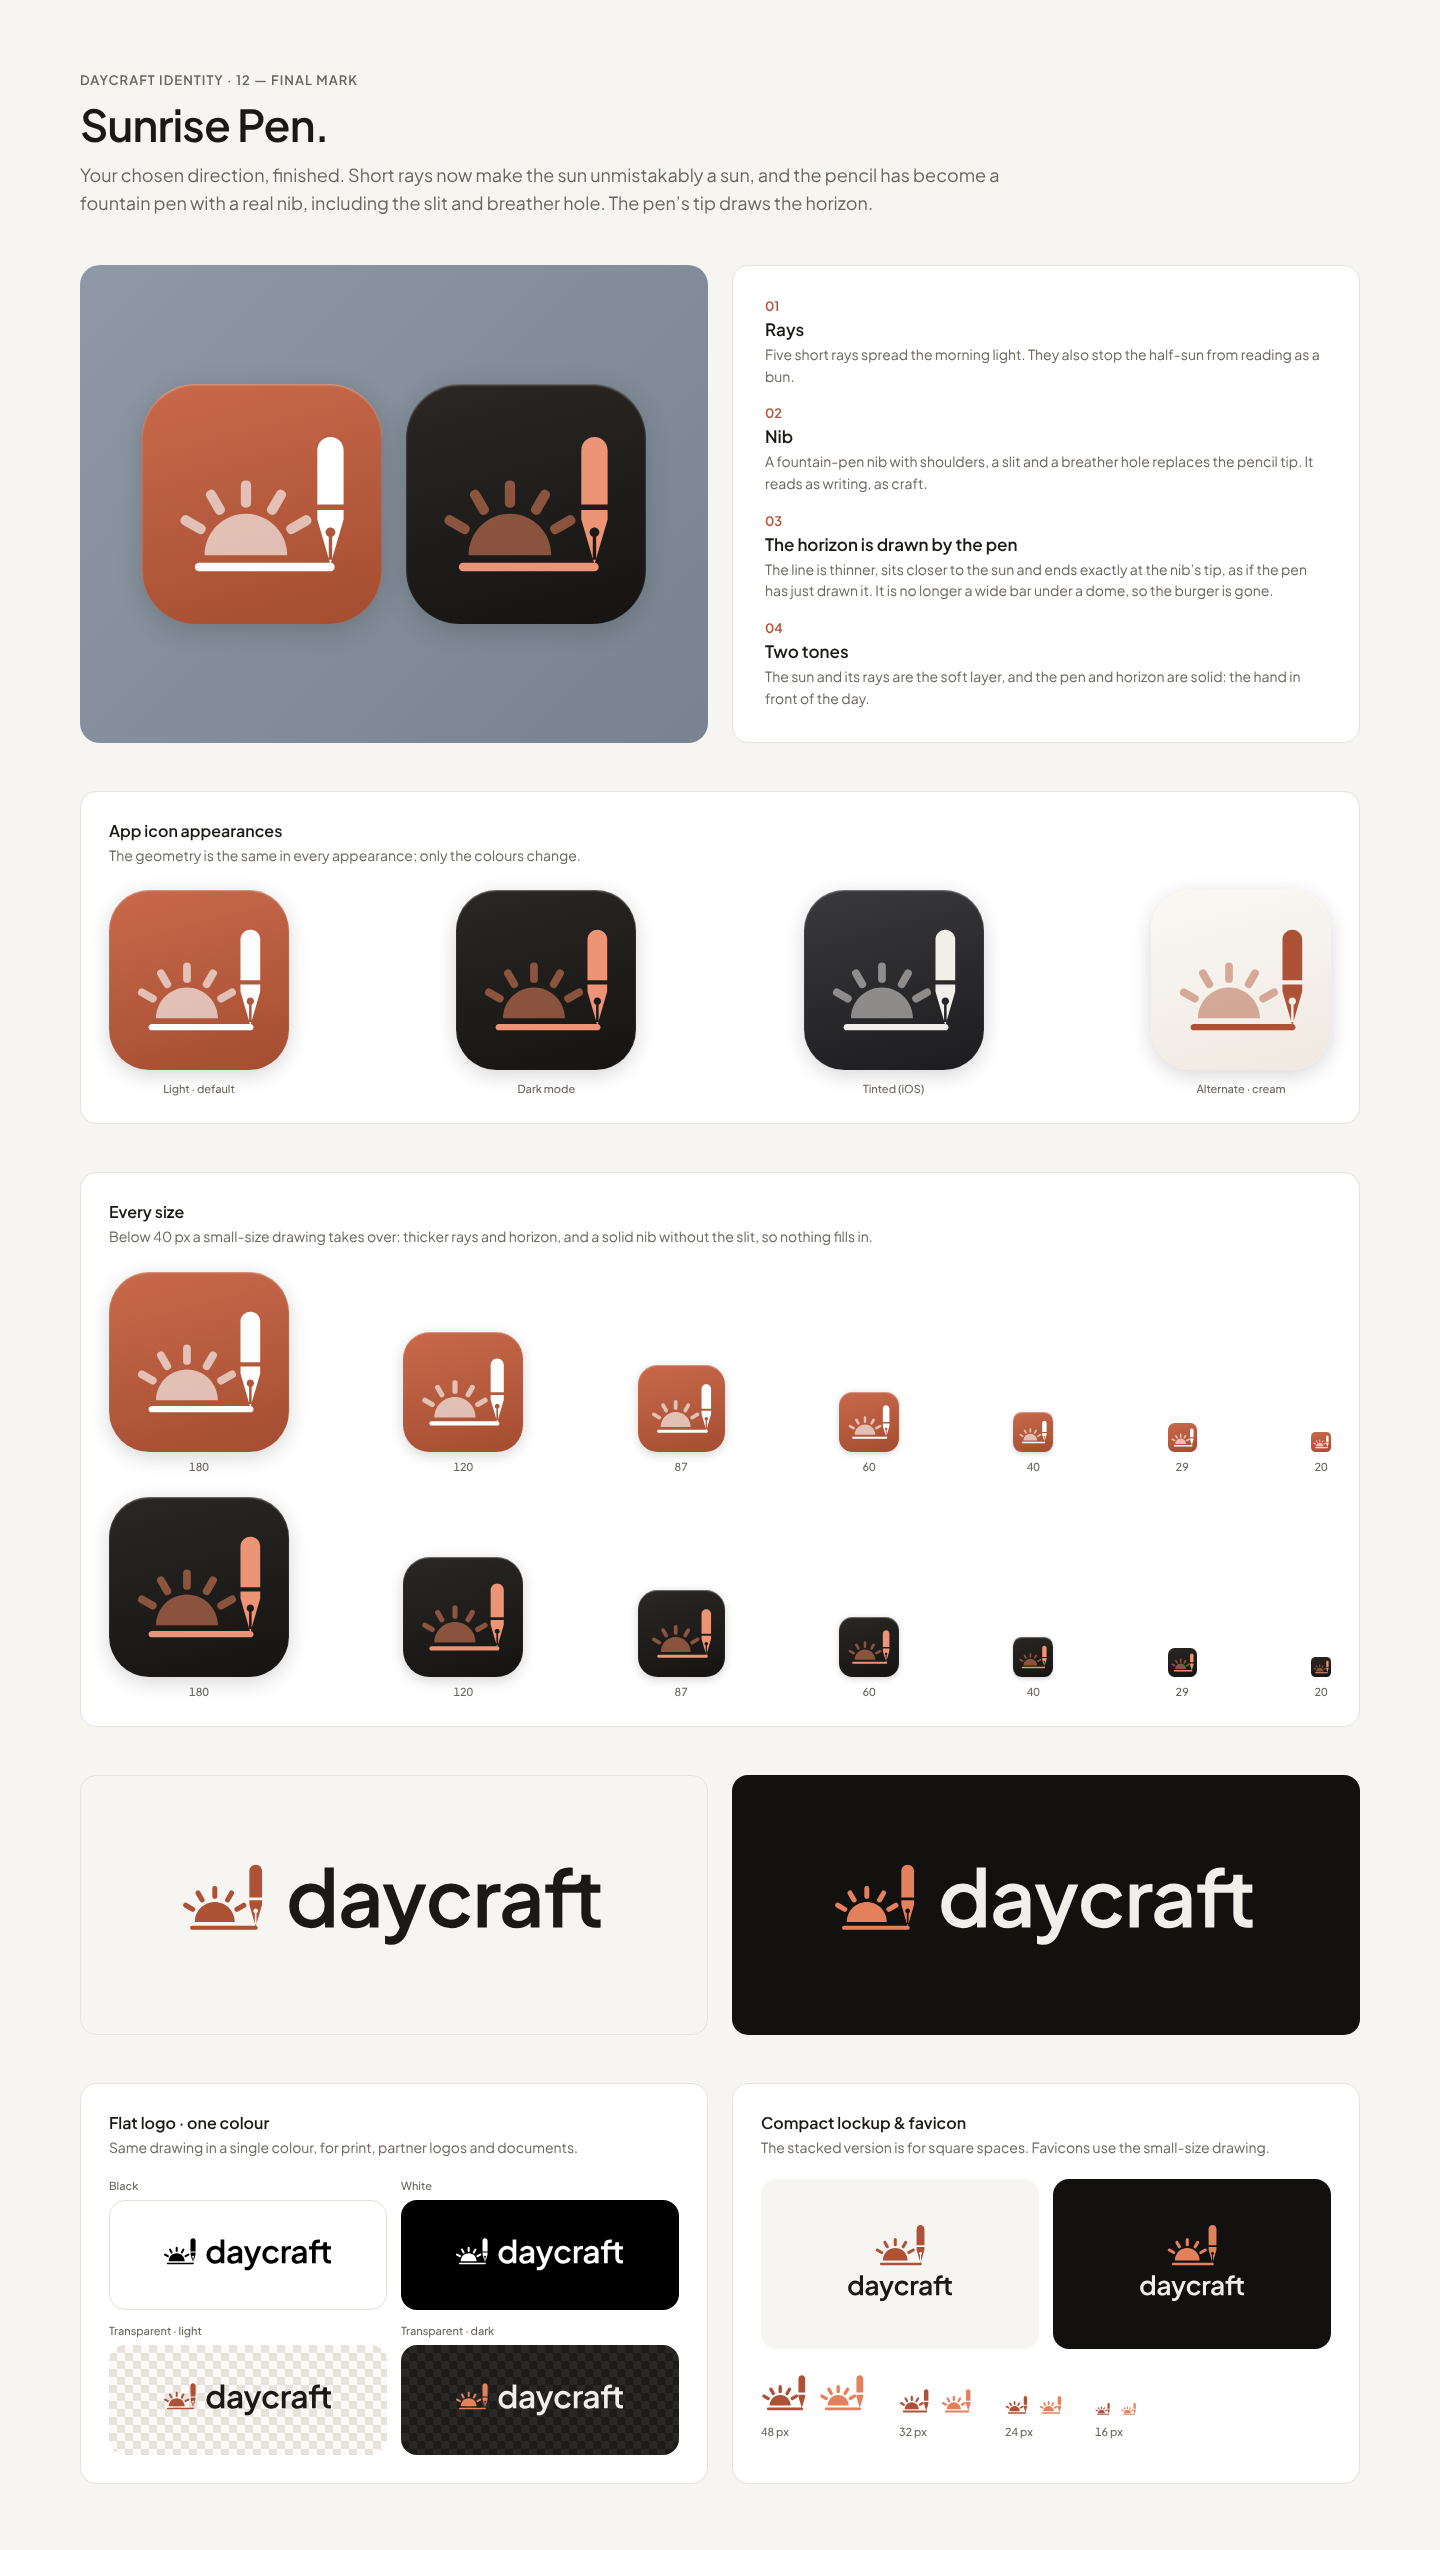 DAYCRAFT IDENTITY · 12 — FINAL MARK
Sunrise Pen.
Your chosen direction, finished. Short rays now make the sun unmistakably a sun, and the pencil has become a
fountain pen with a real nib, including the slit and breather hole. The pen’s tip draws the horizon.
01
Rays
Five short rays spread the morning light. They also stop the half-sun from reading as a
bun.
02
Nib
A fountain-pen nib with shoulders, a slit and a breather hole replaces the pencil tip. It
reads as writing, as craft.
03
The horizon is drawn by the pen
The line is thinner, sits closer to the sun and ends exactly at the nib’s tip, as if the pen
has just drawn it. It is no longer a wide bar under a dome, so the burger is gone.
04
Two tones
The sun and its rays are the soft layer, and the pen and horizon are solid: the hand in
front of the day.
App icon appearances
The geometry is the same in every appearance; only the colours change.
Light · default
Dark mode
Tinted (iOS)
Alternate · cream
Every size
Below 40 px a small-size drawing takes over: thicker rays and horizon, and a solid nib without the slit, so nothing fills in.
180
120
87
60
40
29
20
180
120
87
60
40
29
20
daycraft
daycraft
Flat logo · one colour
Same drawing in a single colour, for print, partner logos and documents.
Black
White
daycraft
daycraft
Transparent · light
Transparent · dark
daycraft
daycraft
Compact lockup & favicon
The stacked version is for square spaces. Favicons use the small-size drawing.
daycraft
daycraft
48 px
32 px
24 px
16 px